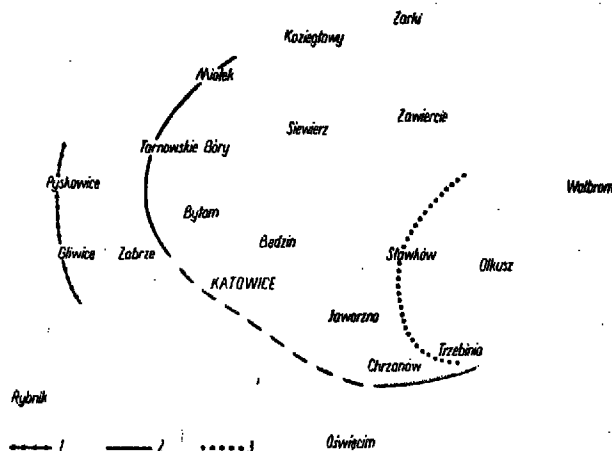 Żarki
Koziegłowy
Miotek
Zawiercie
Siewierz
Tarnowskie Góry
Pyskowice
Wolbrom
Bytom
Będzin
Gliwice
Zabrze
Sławków
Olkusz
KATOWICE
Jaworzno
Trzebinia
Chrzanów
Rybnik
1 2 3
Oświęcim